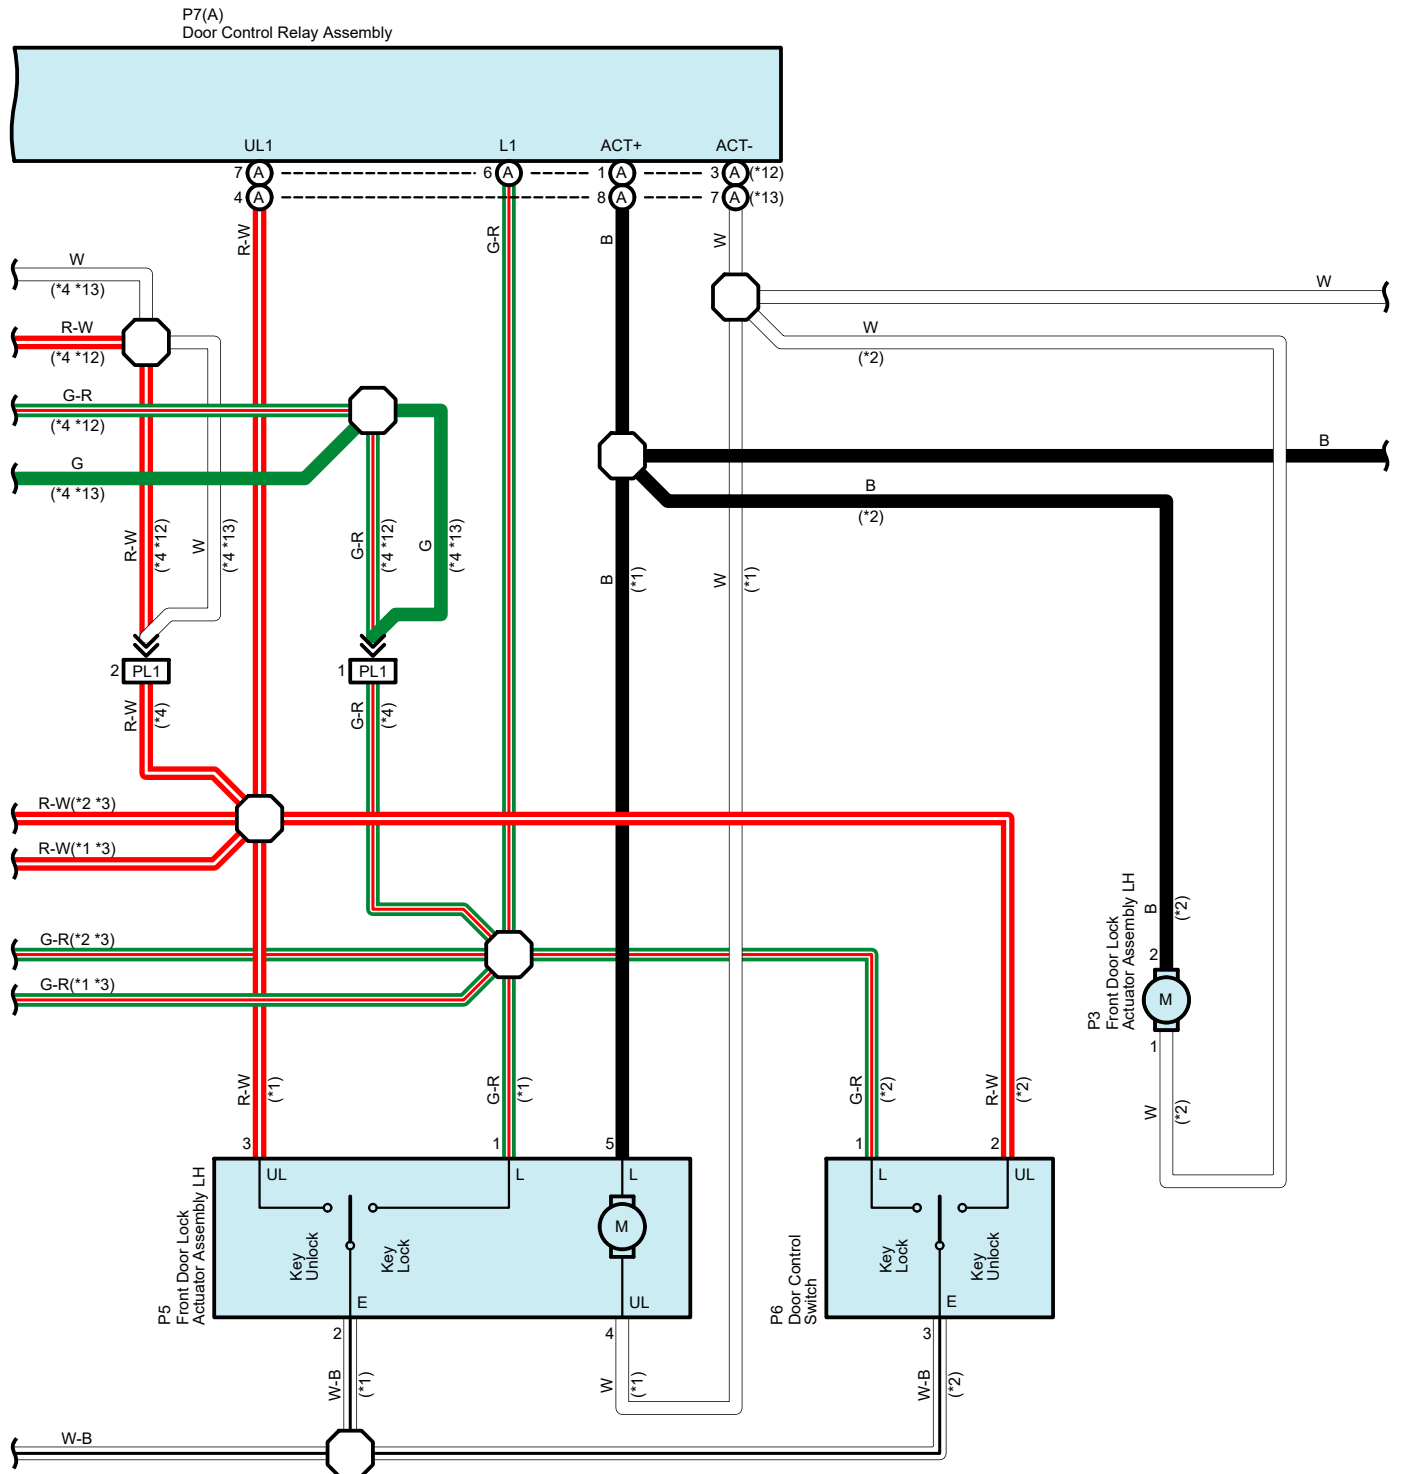 P7(A)
Door Control Relay Assembly
UL1
L1
ACT+
ACT-
7 A
6 A
1 A
3 A (*12)
4 A
8 A
7 A (*13)
R-W
G-R
B
W
W
(*4 *13)
R-W
(*4 *12)
G-R
(*4 *12)
G
(*4 *13)
W
W
(*2)
B
B
(*2)
R-W
(*4 *12)
W
(*4 *13)
G-R
(*4 *12)
G
(*4 *13)
B
(*1)
W
(*1)
2 PL1
1 PL1
R-W
(*4)
G-R
(*4)
R-W(*2 *3)
R-W(*1 *3)
G-R(*2 *3)
G-R(*1 *3)
B
(*2)
2
P3
Front Door Lock
Actuator Assembly LH
M
1
W
(*2)
R-W
(*1)
G-R
(*1)
G-R
(*2)
R-W
(*2)
3
1
5
1
2
P5
Front Door Lock
Actuator Assembly LH
UL
L
L
Key
Unlock
Key
Lock
M
E
UL
P6
Door Control
Switch
L
UL
Key
Lock
Key
Unlock
E
2
4
3
W-B
(*1)
W
(*1)
W-B
(*2)
W-B